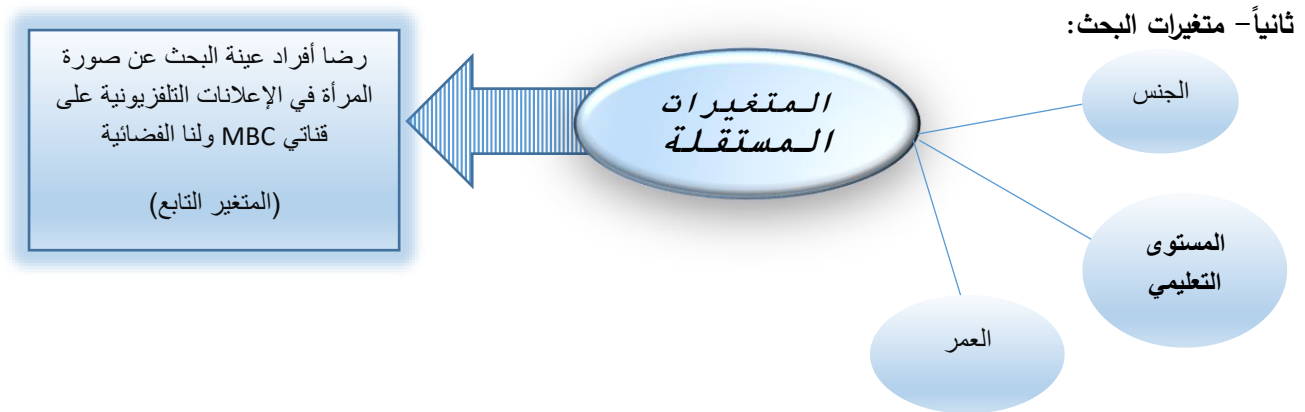 ثانياً- متغيرات البحث:
الجنس
المستوى
التعليمي
العمر
المتغيرات
المستقلة
رضا أفراد عينة البحث عن صورة
المرأة في الإعلانات التلفزيونية على
قناتي MBC ولنا الفضائية
(المتغير التابع)